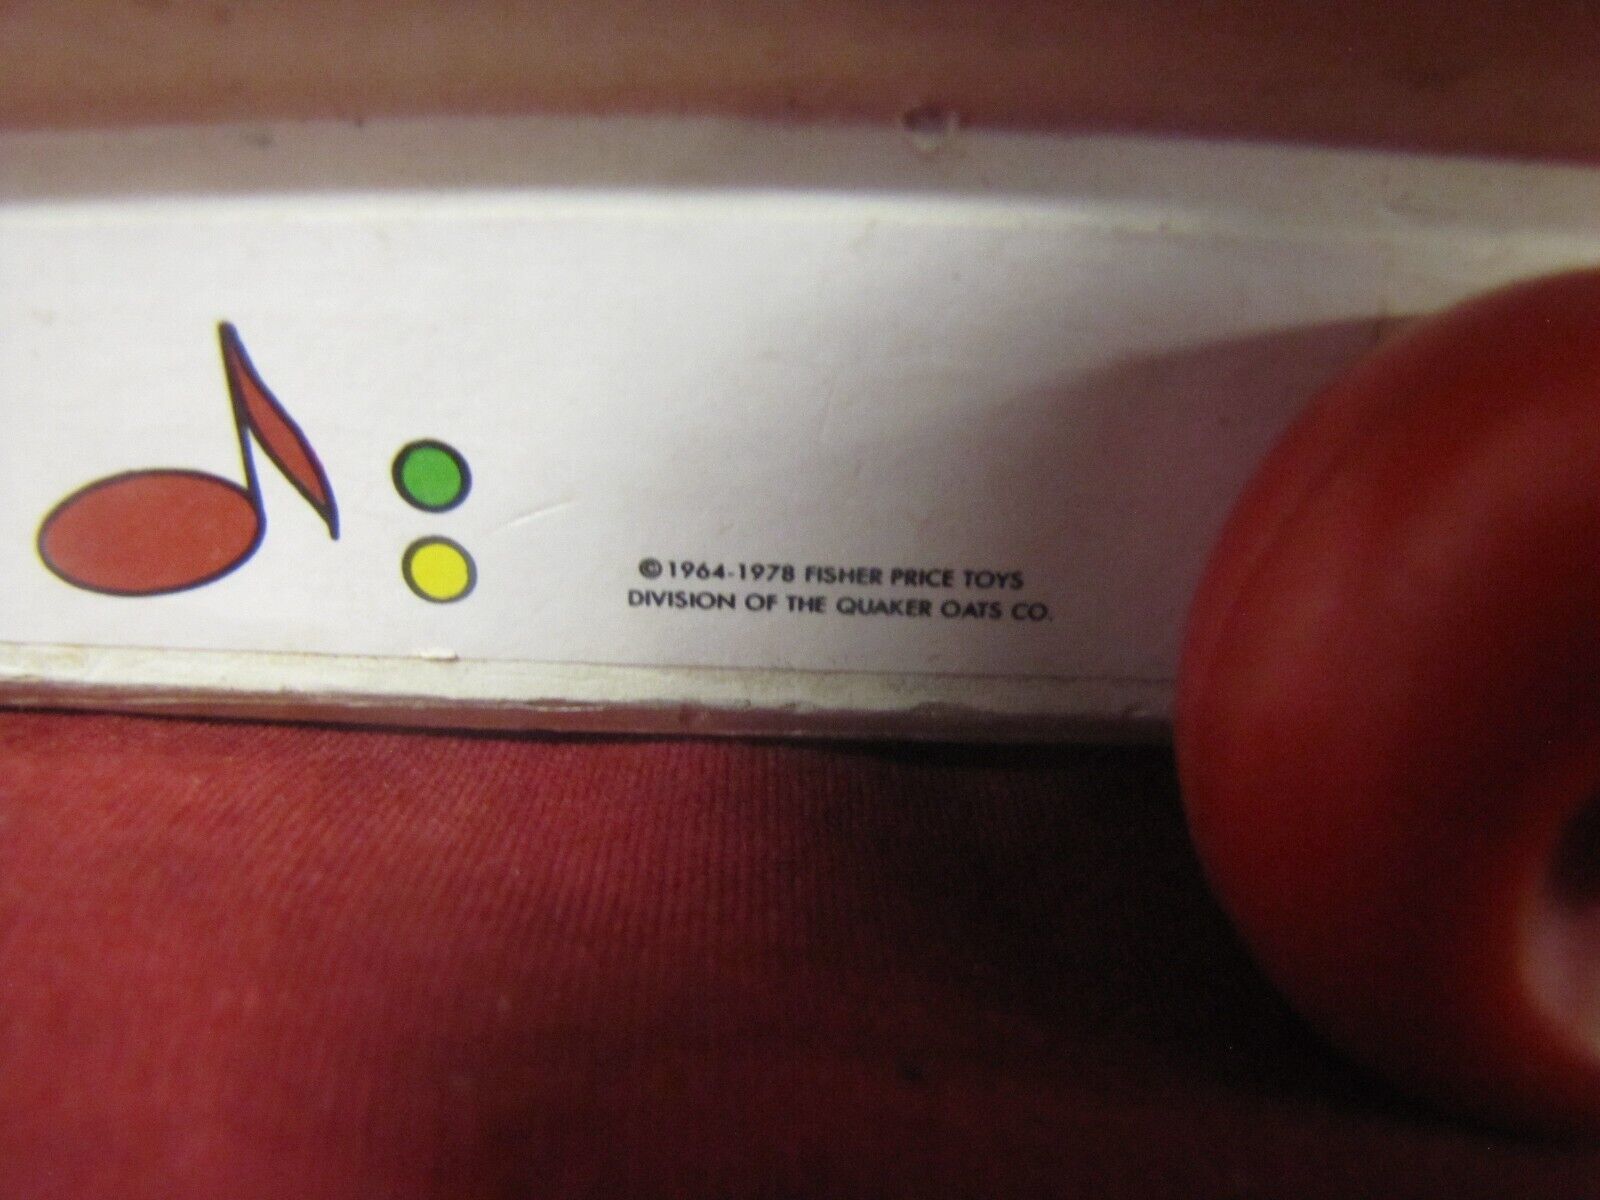 ©1964-1978 FISHER PRICE TOYS
DIVISION OF THE QUAKER OATS CO.